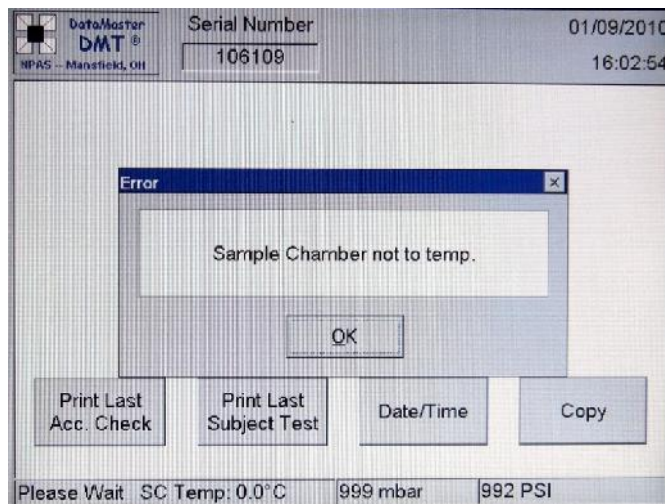 DataMaster
DMT ®
NPAS -- Mansfield, OH
Serial Number
106109
01/09/2010
16:02:54
Error
Sample Chamber not to temp.
OK
Print Last
Acc. Check
Print Last
Subject Test
Date/Time
Copy
Please Wait SC Temp: 0.0°C 999 mbar 992 PSI